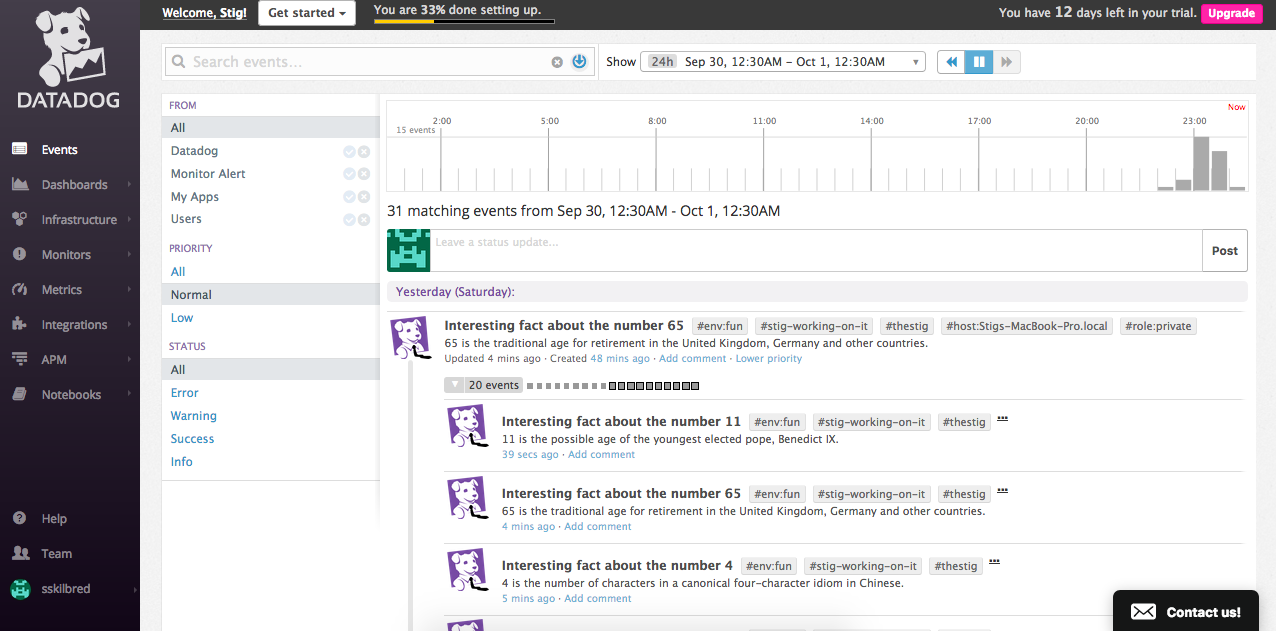 Welcome, Stig!
Get started
You are 33% done setting up.
You have 12 days left in your trial.
Upgrade
DATADOG
Events
Dashboards
Infrastructure
Monitors
Metrics
Integrations
APM
Notebooks
Help
Team
sskilbred
Search events...
Show
24h Sep 30, 12:30AM – Oct 1, 12:30AM
FROM
All
Datadog
Monitor Alert
My Apps
Users
PRIORITY
All
Normal
Low
STATUS
All
Error
Warning
Success
Info
Now
2:00 5:00 8:00 11:00 14:00 17:00 20:00 23:00
15 events
31 matching events from Sep 30, 12:30AM - Oct 1, 12:30AM
Leave a status update...
Post
Yesterday (Saturday):
Interesting fact about the number 65 #env:fun #stig-working-on-it #thestig #host:Stigs-MacBook-Pro.local #role:private
65 is the traditional age for retirement in the United Kingdom, Germany and other countries.
Updated 4 mins ago · Created 48 mins ago · Add comment · Lower priority
20 events
Interesting fact about the number 11 #env:fun #stig-working-on-it #thestig ...
11 is the possible age of the youngest elected pope, Benedict IX.
39 secs ago · Add comment
Interesting fact about the number 65 #env:fun #stig-working-on-it #thestig ...
65 is the traditional age for retirement in the United Kingdom, Germany and other countries.
4 mins ago · Add comment
Interesting fact about the number 4 #env:fun #stig-working-on-it #thestig ...
4 is the number of characters in a canonical four-character idiom in Chinese.
5 mins ago · Add comment
Contact us!